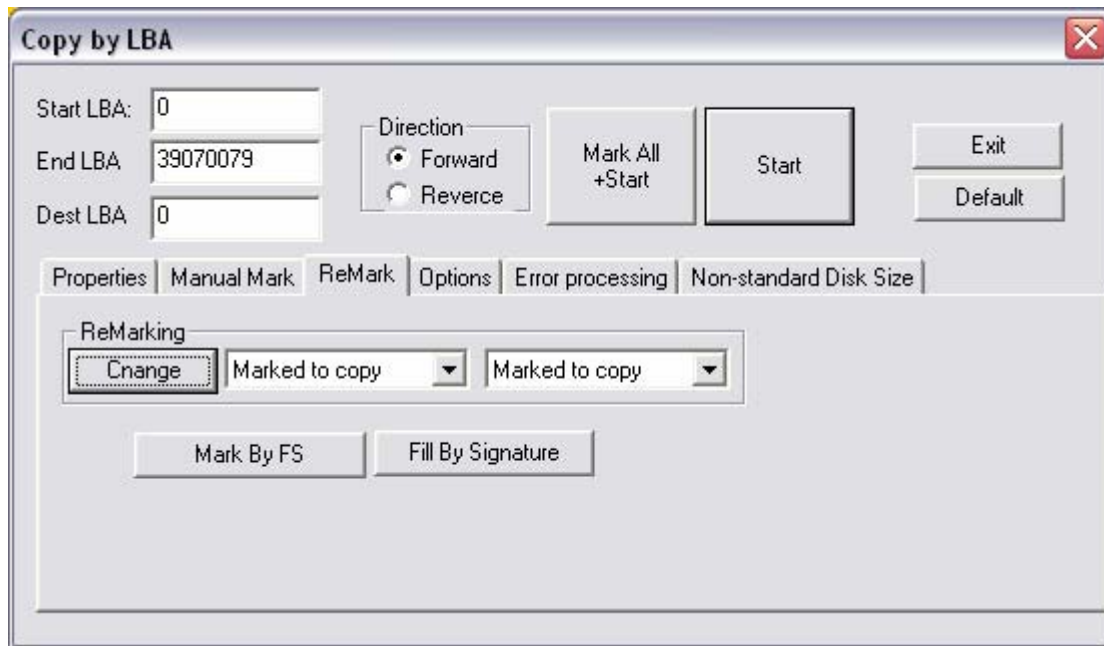 Copy by LBA
Start LBA: 0
End LBA 39070079
Dest LBA 0
Direction
Forward
Reverce
Mark All
+Start
Start
Exit
Default
Properties Manual Mark ReMark Options Error processing Non-standard Disk Size
ReMarking
Cnange Marked to copy Marked to copy
Mark By FS Fill By Signature